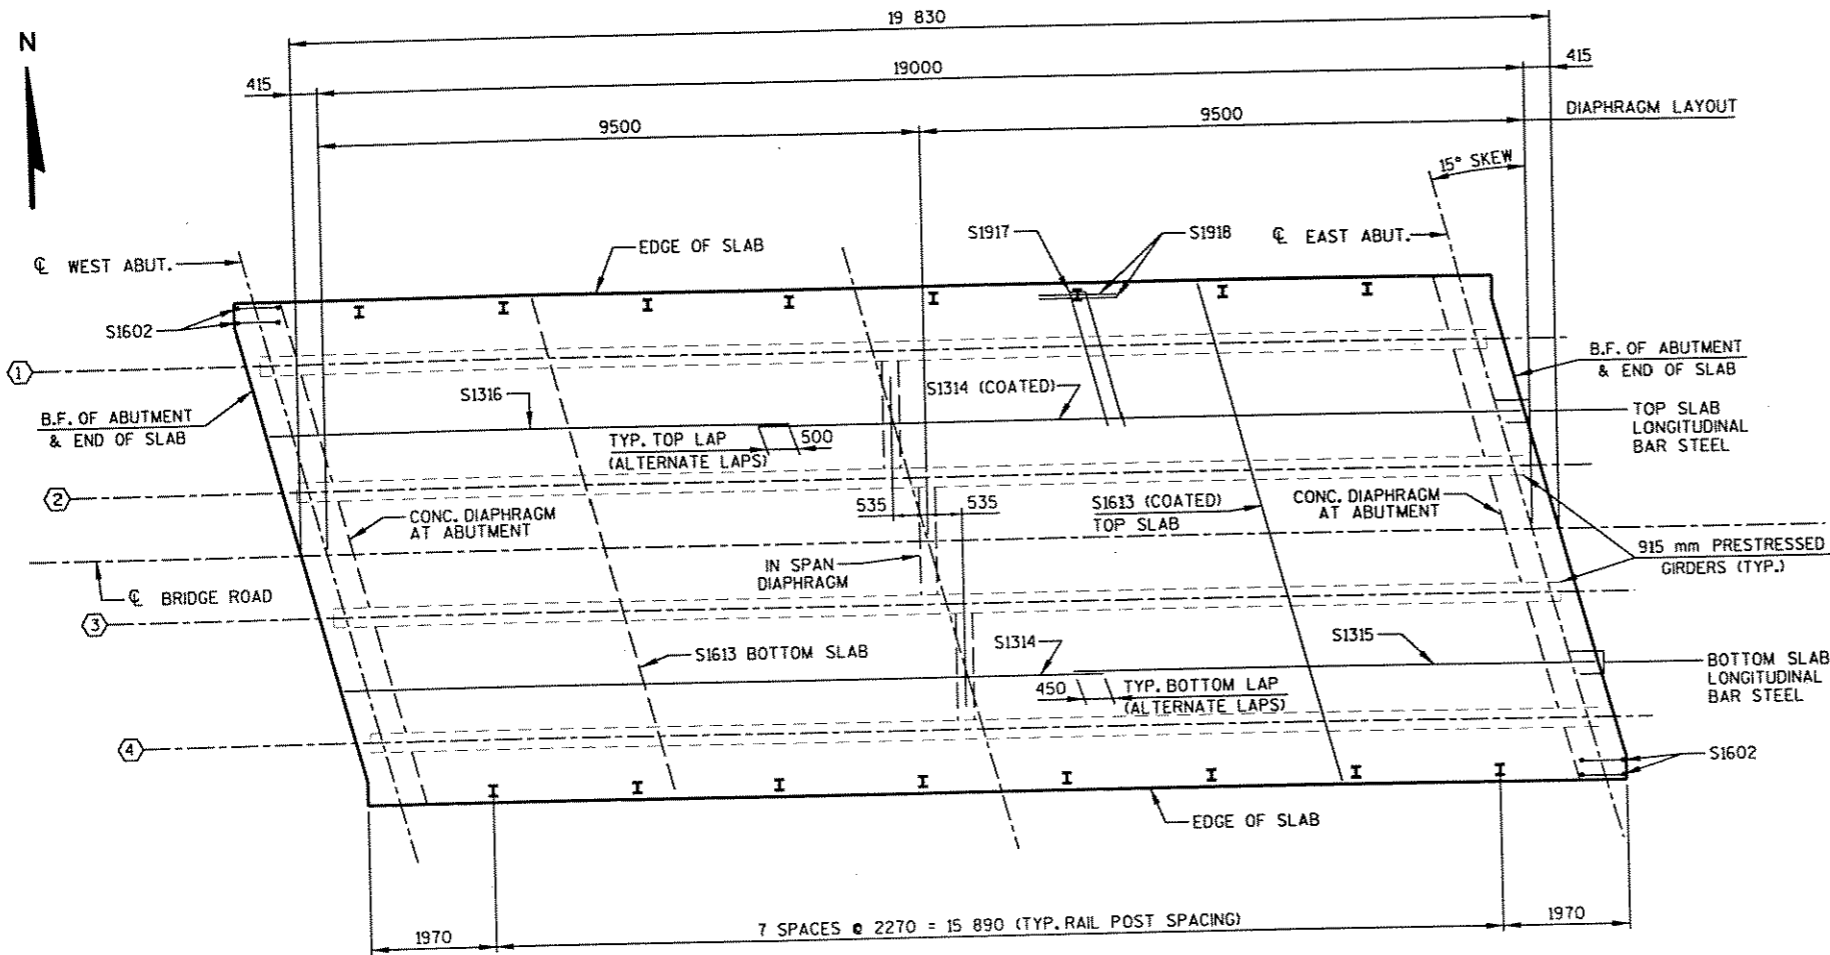 19 830
N
415
19000
415
9500
9500
DIAPHRAGM LAYOUT
15° SKEW
S1917
S1918
℄ EAST ABUT.
EDGE OF SLAB
℄ WEST ABUT.
S1602
1
B.F. OF ABUTMENT
& END OF SLAB
S1316
S1314 (COATED)
B.F. OF ABUTMENT
& END OF SLAB
TYP. TOP LAP
(ALTERNATE LAPS)
500
TOP SLAB
LONGITUDINAL
BAR STEEL
2
CONC. DIAPHRAGM
AT ABUTMENT
535
535
S1613 (COATED)
TOP SLAB
CONC. DIAPHRAGM
AT ABUTMENT
IN SPAN
DIAPHRAGM
915 mm PRESTRESSED
GIRDERS (TYP.)
℄ BRIDGE ROAD
3
S1613 BOTTOM SLAB
S1314
S1315
450
TYP. BOTTOM LAP
(ALTERNATE LAPS)
BOTTOM SLAB
LONGITUDINAL
BAR STEEL
4
S1602
EDGE OF SLAB
1970
7 SPACES @ 2270 = 15 890 (TYP. RAIL POST SPACING)
1970